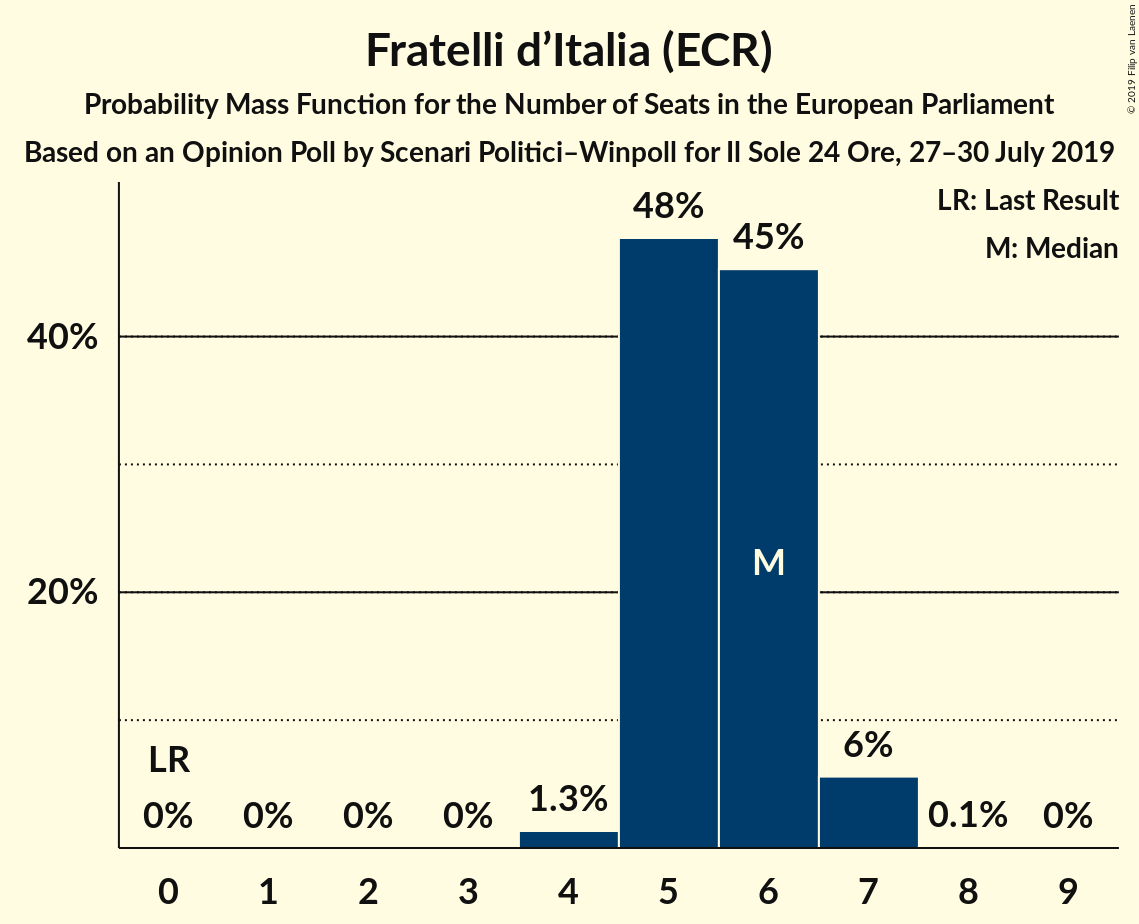 Fratelli d’Italia (ECR)
Probability Mass Function for the Number of Seats in the European Parliament
Based on an Opinion Poll by Scenari Politici–Winpoll for Il Sole 24 Ore, 27–30 July 2019
© 2019 Filip van Laenen
LR: Last Result
M: Median
48%
45%
40%
M
20%
LR
6%
0% 0% 0% 0% 1.3% 0.1% 0%
0 1 2 3 4 5 6 7 8 9